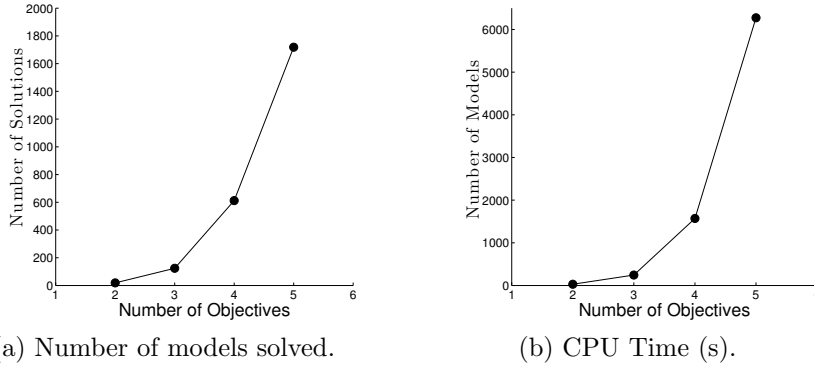 2000
1800
1600
1400
1200
1000
800
600
400
200
0
Number of Solutions
1 2 3 4 5 6
Number of Objectives
a) Number of models solved.
6000
5000
4000
3000
2000
1000
0
Number of Models
1 2 3 4 5
Number of Objectives
(b) CPU Time (s).